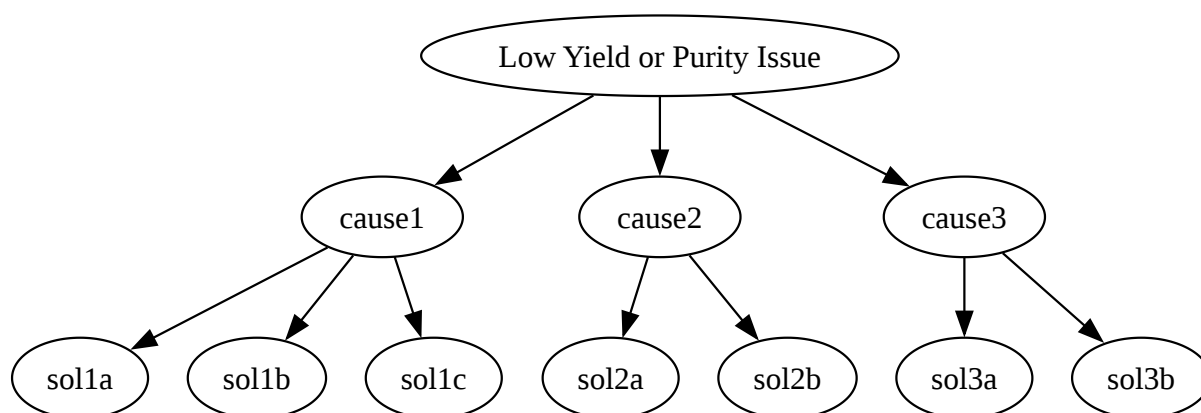 Low Yield or Purity Issue
cause1
cause2
cause3
sol1a
sol1b
sol1c
sol2a
sol2b
sol3a
sol3b